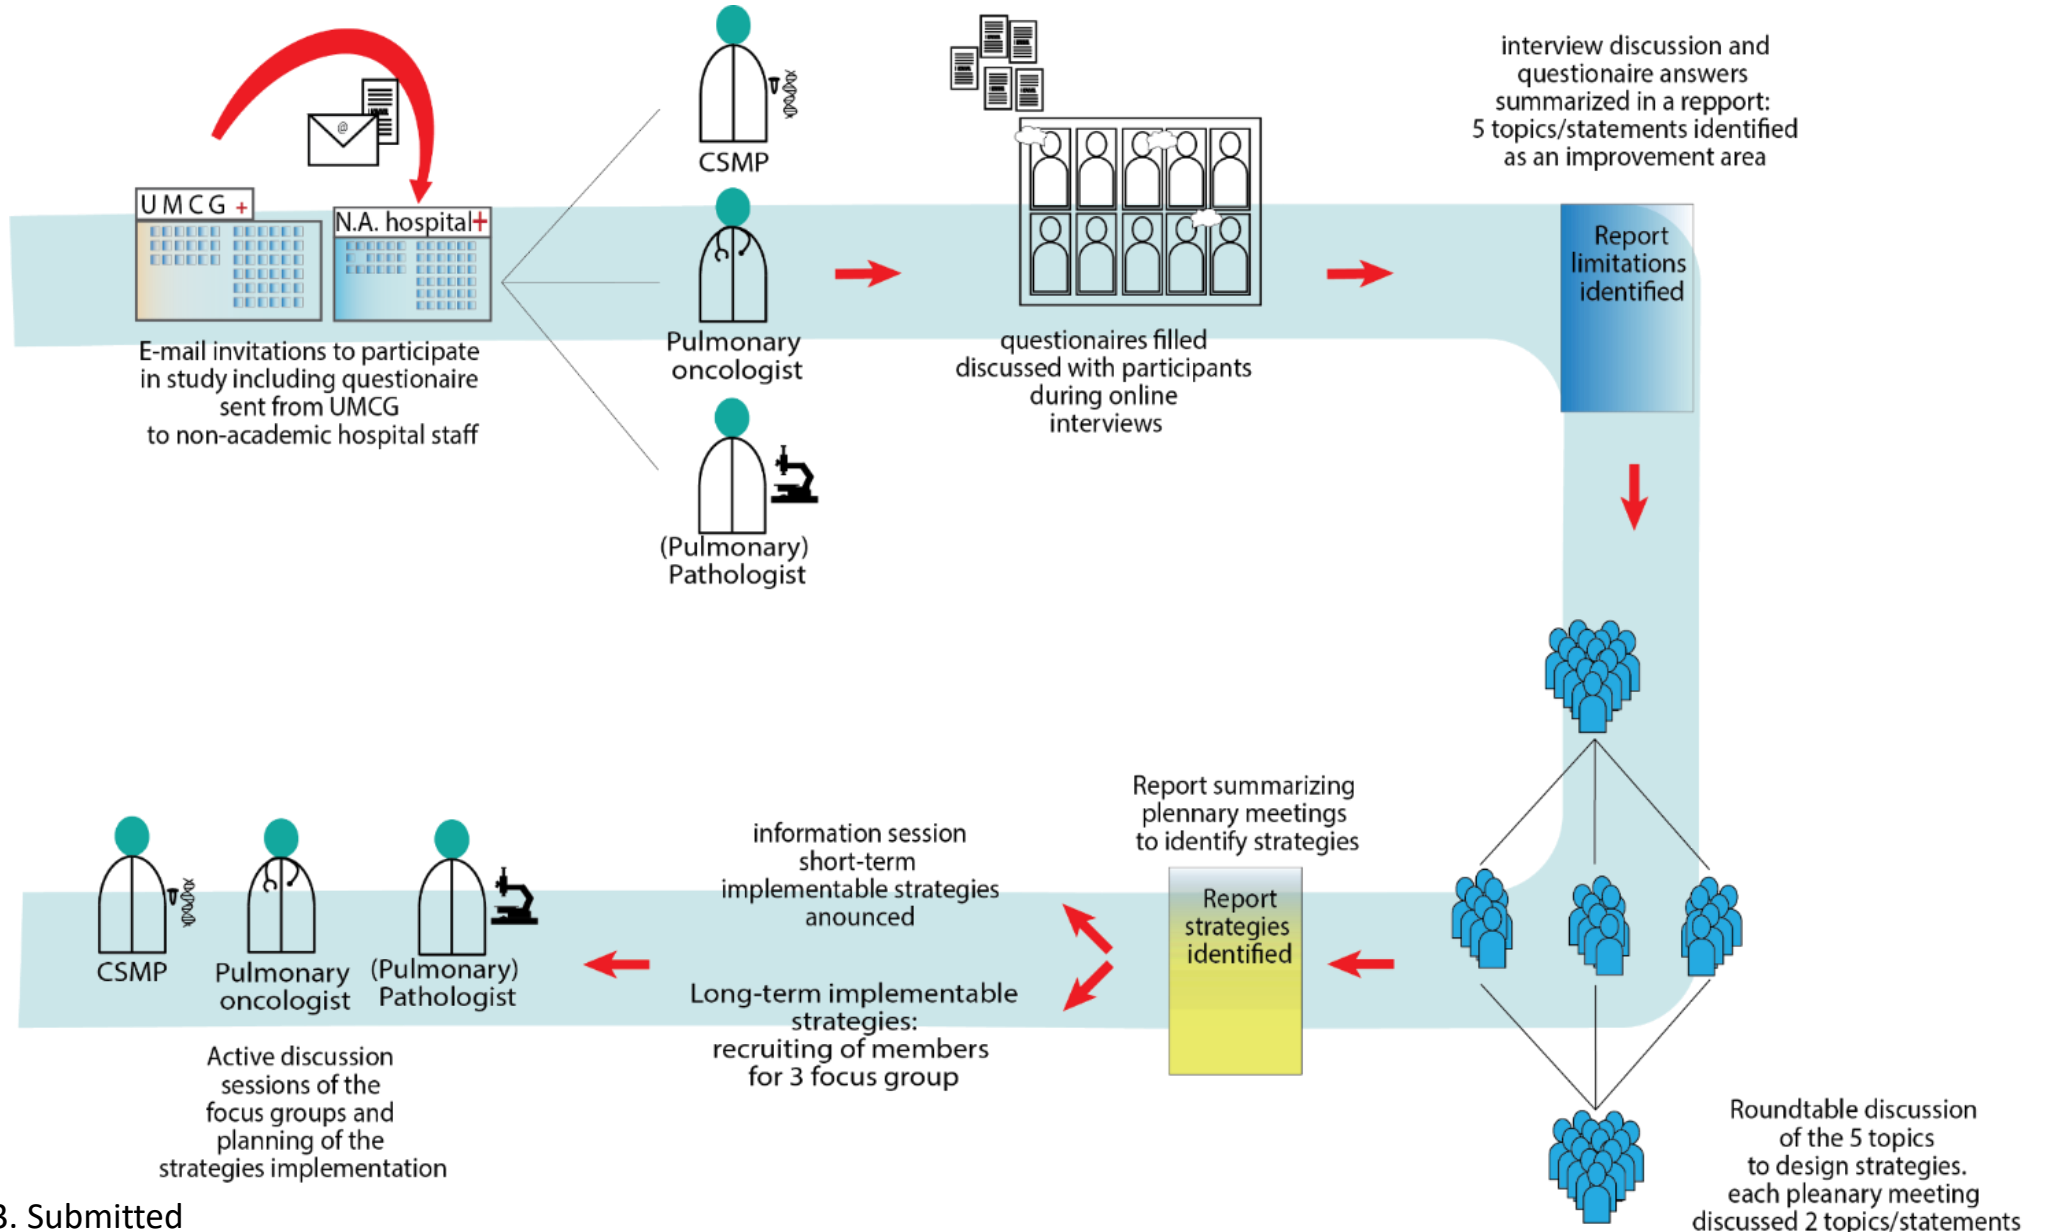 UMCG +
N.A. hospital+
@
E-mail invitations to participate
in study including questionaire
sent from UMCG
to non-academic hospital staff
CSMP
Pulmonary
oncologist
(Pulmonary)
Pathologist
questionaires filled
discussed with participants
during online
interviews
interview discussion and
questionaire answers
summarized in a repport:
5 topics/statements identified
as an improvement area
Report
limitations
identified
Roundtable discussion
of the 5 topics
to design strategies.
each pleanary meeting
discussed 2 topics/statements
Report summarizing
plennary meetings
to identify strategies
Report
strategies
identified
information session
short-term
implementable strategies
anounced
Long-term implementable
strategies:
recruiting of members
for 3 focus group
CSMP
Pulmonary
oncologist
(Pulmonary)
Pathologist
Active discussion
sessions of the
focus groups and
planning of the
strategies implementation
3. Submitted